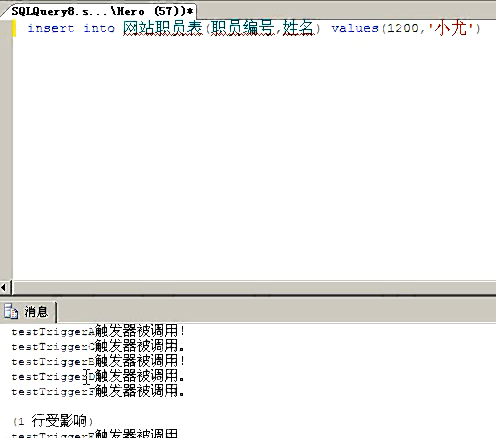 SQLQuery8.s...\Hero (57))*
insert into 网站职员表(职员编号,姓名) values(1200,'小尤')
消息
testTriggerA触发器被调用!
testTriggerC触发器被调用。
testTriggerB触发器被调用!
testTriggerD触发器被调用。
testTriggerF触发器被调用。
(1 行受影响)
testTriggerE触发器被调用